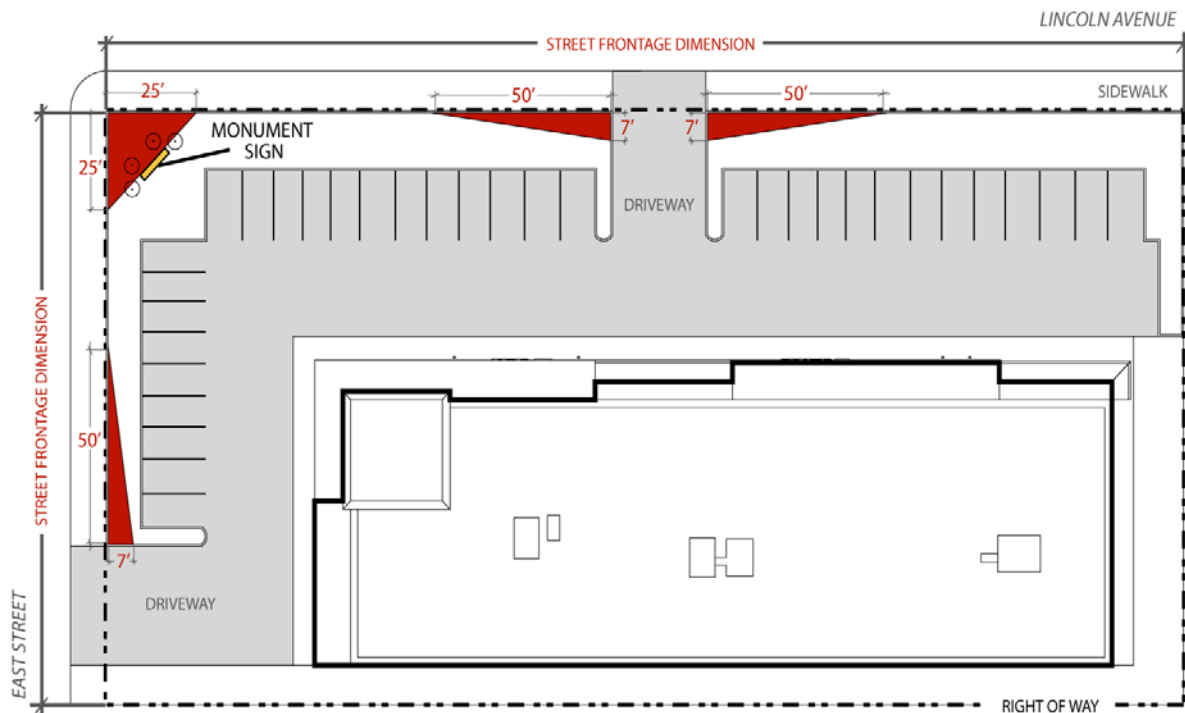 LINCOLN AVENUE
STREET FRONTAGE DIMENSION
25'
50'
50'
SIDEWALK
7'
7'
MONUMENT
SIGN
25'
DRIVEWAY
STREET FRONTAGE DIMENSION
50'
7'
DRIVEWAY
EAST STREET
RIGHT OF WAY